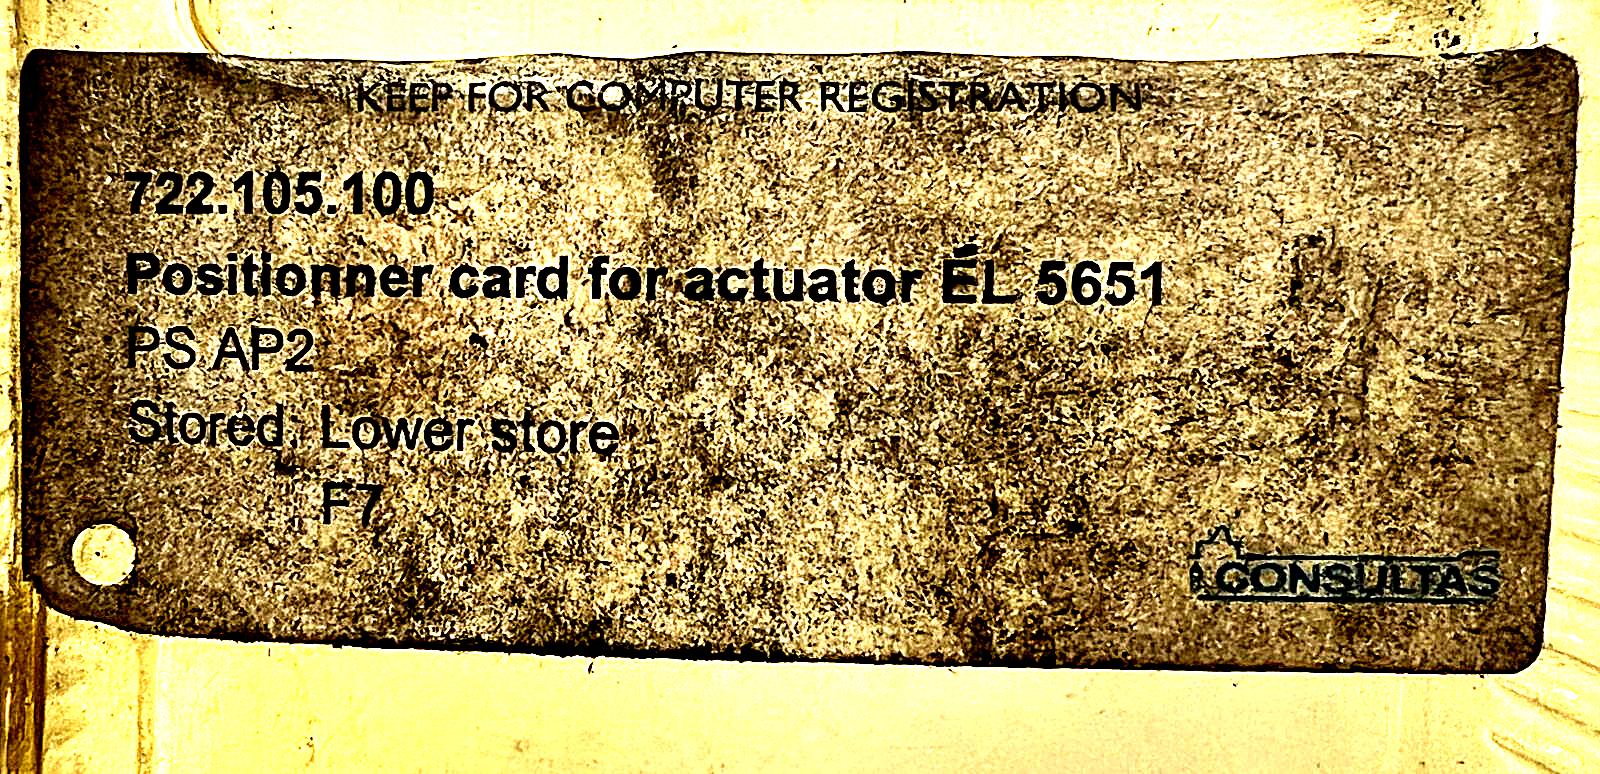 KEEP FOR COMPUTER REGISTRATION
722.105.100
Positionner card for actuator EL 5651
PS AP2
Stored: Lower store
F7
CONSULTAS